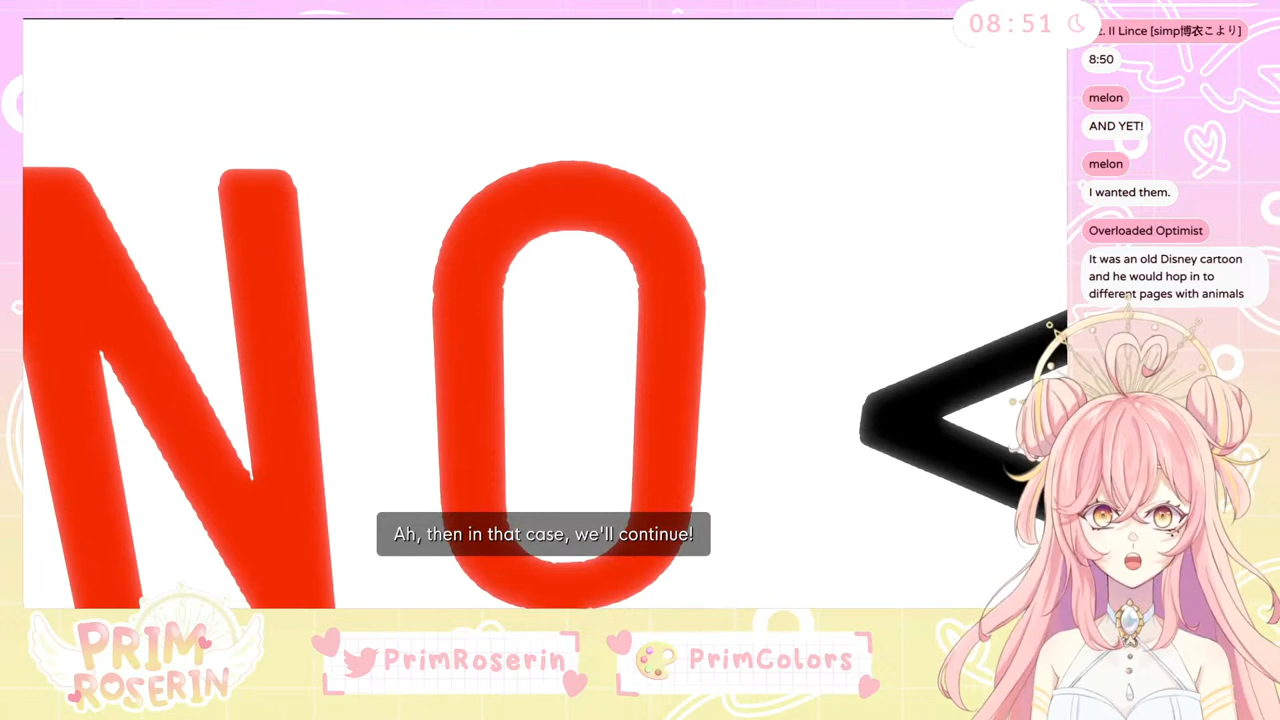 08:51
II Lince [simp博衣こより]
8:50
melon
AND YET!
melon
I wanted them.
Overloaded Optimist
It was an old Disney cartoon
and he would hop in to
different pages with animals
NO <
Ah, then in that case, we'll continue!
PRIM
ROSERIN
PrimRoserin
PrimColors